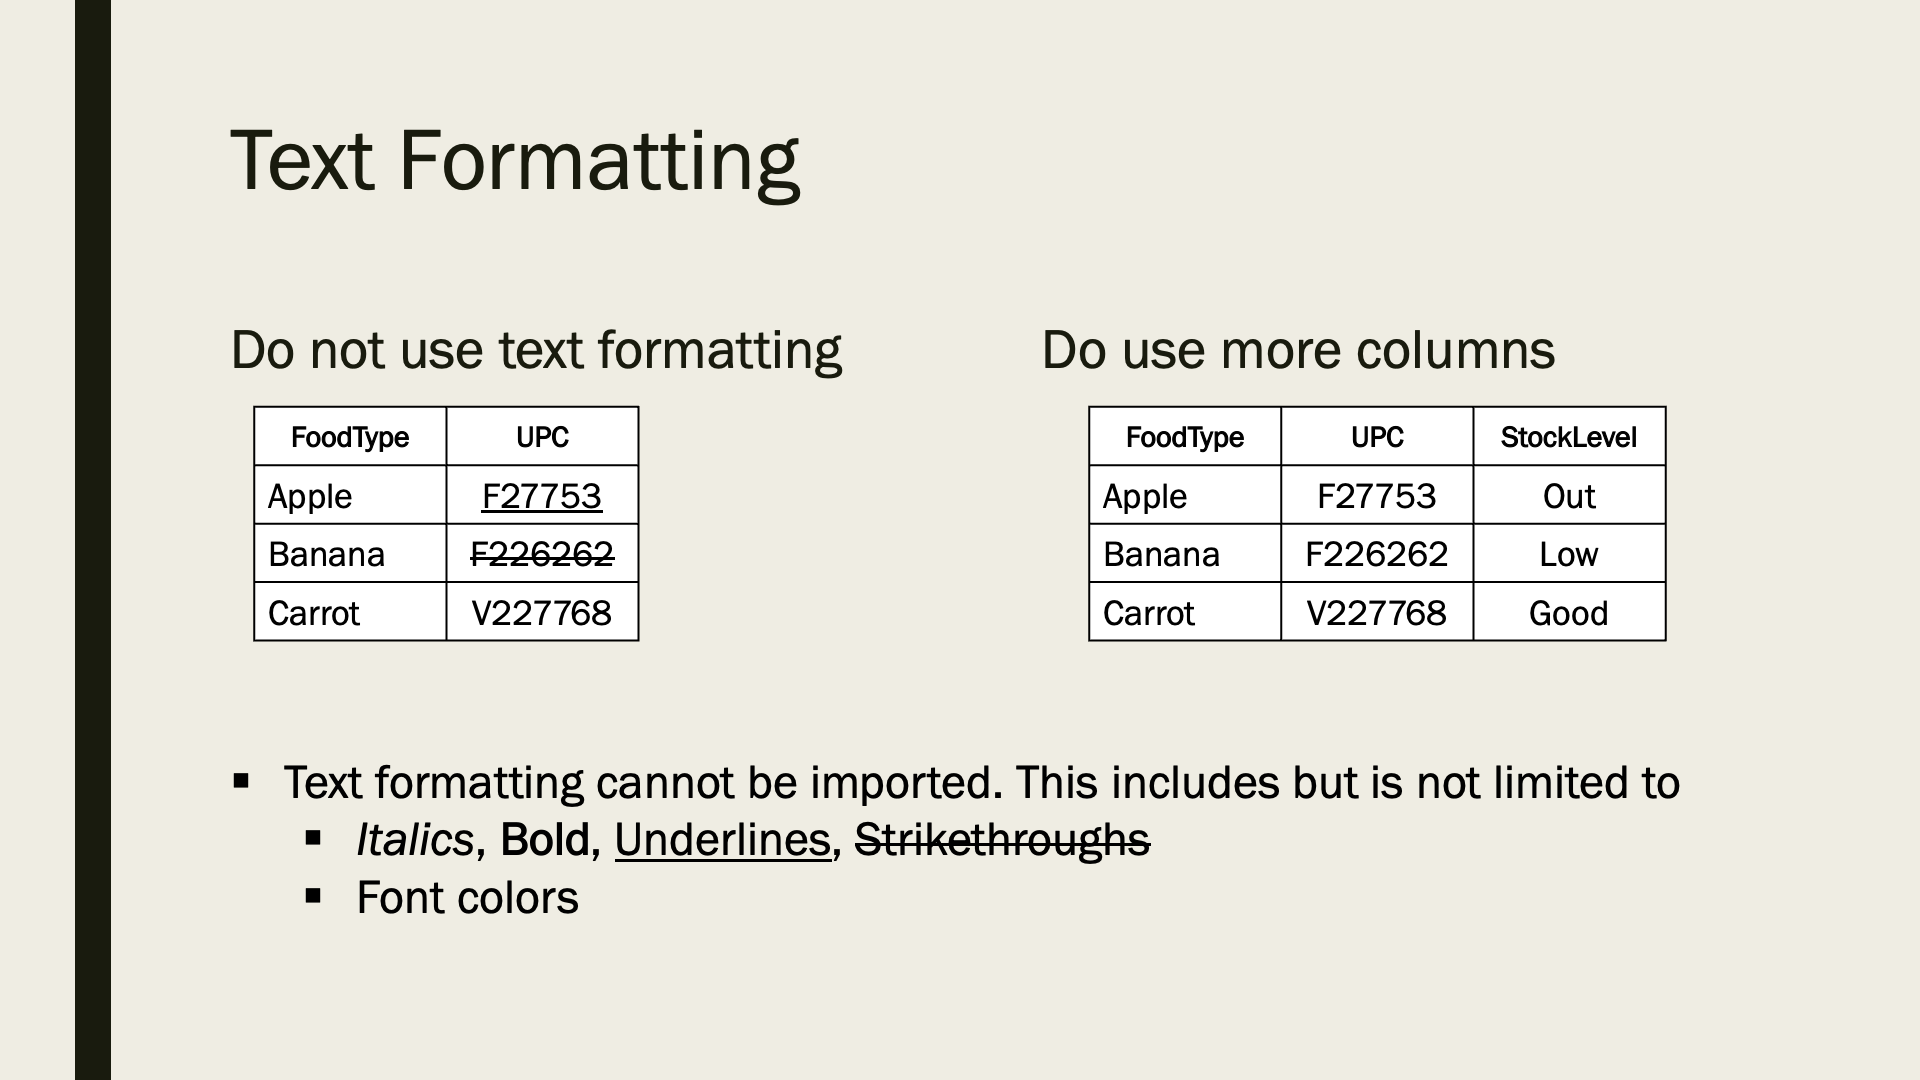 Text Formatting
Do not use text formatting
FoodType UPC
Apple F27753
Banana F226262
Carrot V227768
Do use more columns
FoodType UPC StockLevel
Apple F27753 Out
Banana F226262 Low
Carrot V227768 Good
▪ Text formatting cannot be imported. This includes but is not limited to
▪ Italics, Bold, Underlines, Strikethroughs
▪ Font colors